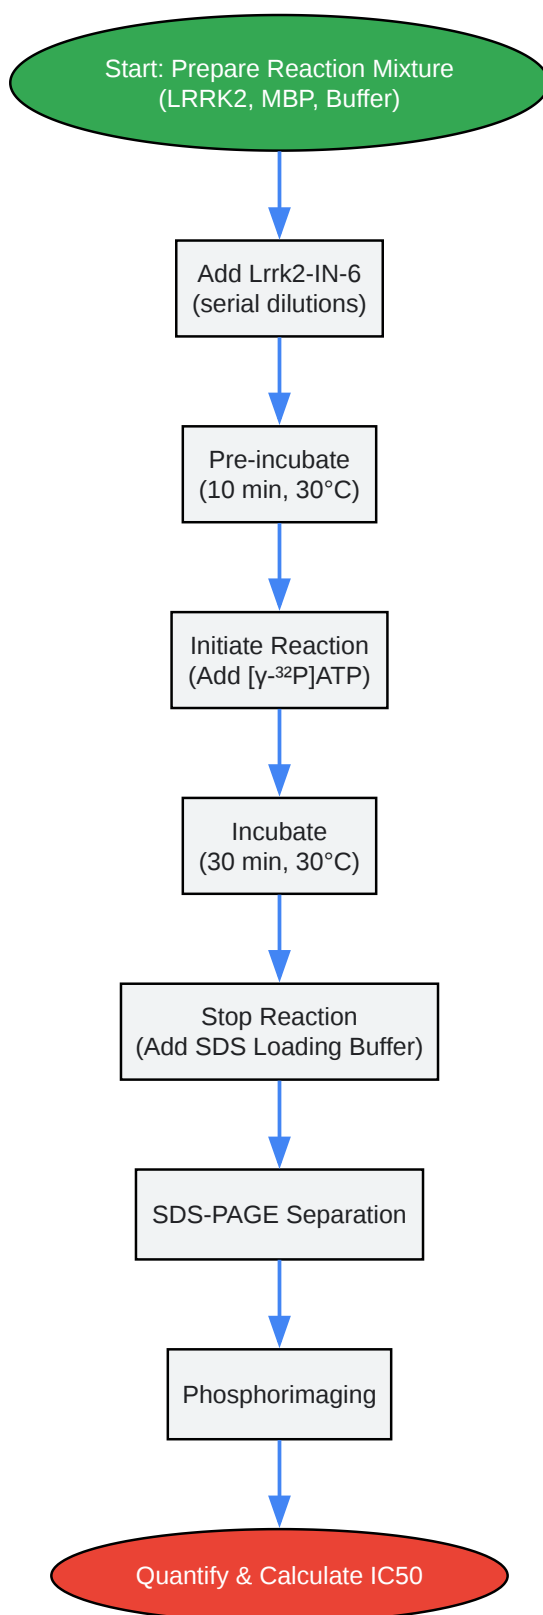 Start: Prepare Reaction Mixture
(LRRK2, MBP, Buffer)
Add Lrrk2-IN-6
(serial dilutions)
Pre-incubate
(10 min, 30°C)
Initiate Reaction
(Add [γ-³²P]ATP)
Incubate
(30 min, 30°C)
Stop Reaction
(Add SDS Loading Buffer)
SDS-PAGE Separation
Phosphorimaging
Quantify & Calculate IC50